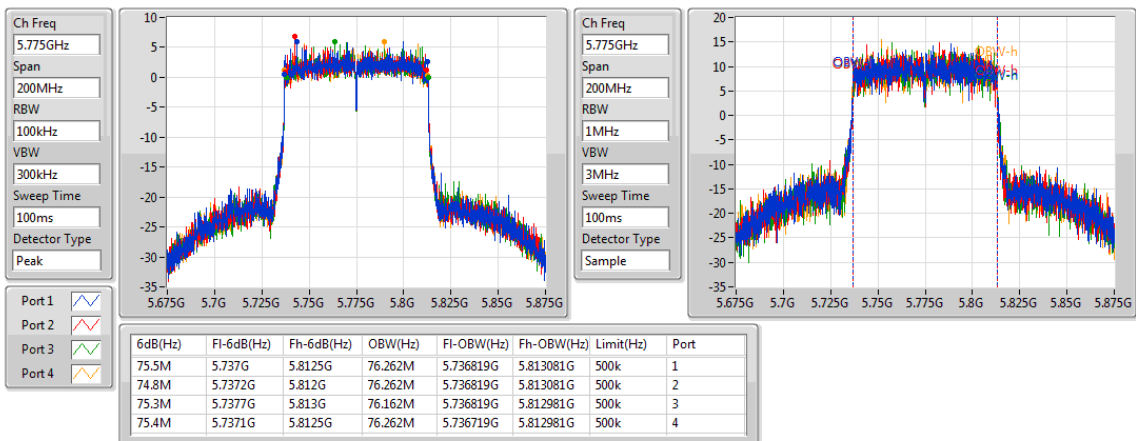 Ch Freq
5.775GHz
Span
200MHz
RBW
100kHz
VBW
300kHz
Sweep Time
100ms
Detector Type
Peak
10
5
0
-5
-10
-15
-20
-25
-30
-35
5.675G 5.7G 5.725G 5.75G 5.775G 5.8G 5.825G 5.85G 5.875G
Ch Freq
5.775GHz
Span
200MHz
RBW
1MHz
VBW
3MHz
Sweep Time
100ms
Detector Type
Sample
20
15
10
5
0
-5
-10
-15
-20
-25
-30
-35
OBW-h
OBW-h
5.675G 5.7G 5.725G 5.75G 5.775G 5.8G 5.825G 5.85G 5.875G
Port 1
Port 2
Port 3
Port 4
6dB(Hz) Fl-6dB(Hz) Fh-6dB(Hz) OBW(Hz) Fl-OBW(Hz) Fh-OBW(Hz) Limit(Hz) Port
75.5M 5.737G 5.8125G 76.262M 5.736819G 5.813081G 500k 1
74.8M 5.7372G 5.812G 76.262M 5.736819G 5.813081G 500k 2
75.3M 5.7377G 5.813G 76.162M 5.736819G 5.812981G 500k 3
75.4M 5.7371G 5.8125G 76.262M 5.736719G 5.812981G 500k 4